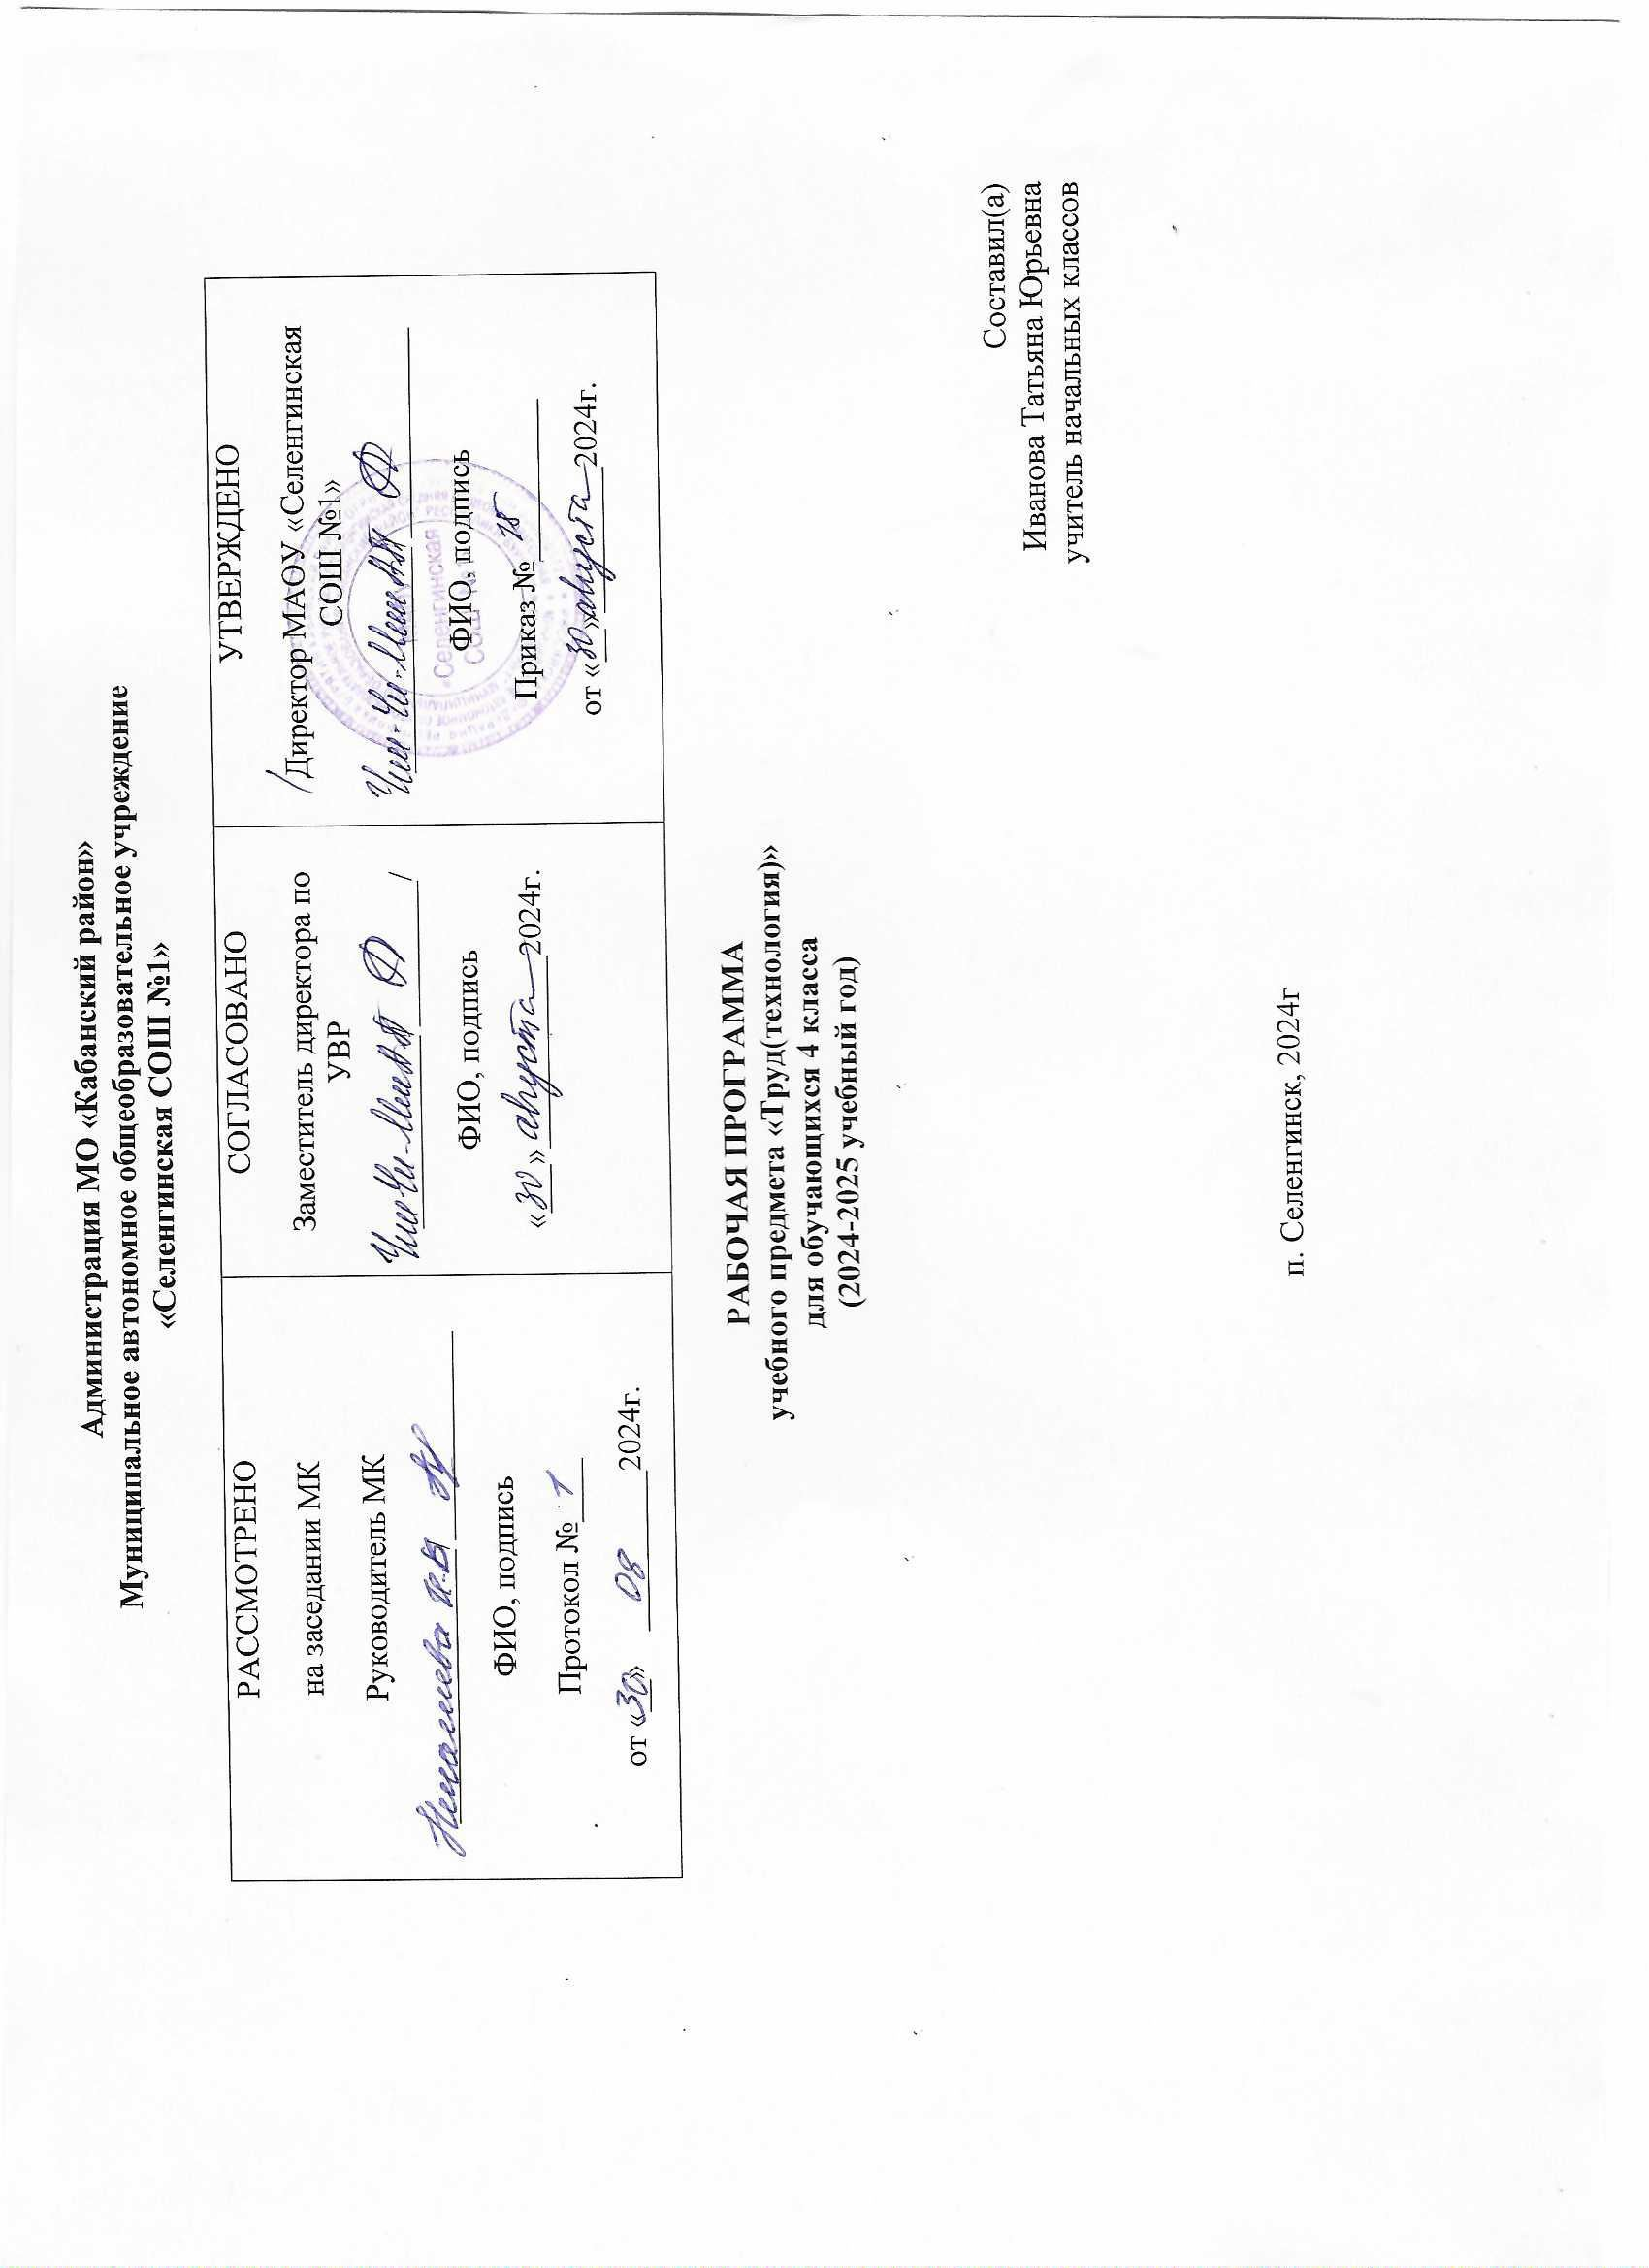 Администрация МО «Кабанский район»
Муниципальное автономное общеобразовательное учреждение
«Селенгинская СОШ №1»
РАССМОТРЕНО
на заседании МК
Руководитель МК
ФИО, подпись
Протокол № 1
от «30» 08 2024г.
СОГЛАСОВАНО
Заместитель директора по
УВР
ФИО, подпись
«30» августа 2024г.
УТВЕРЖДЕНО
Директор МАОУ «Селенгинская
СОШ №1»
ФИО, подпись
Приказ №
от «30» августа 2024г.
«Селенгинская
РАБОЧАЯ ПРОГРАММА
учебного предмета «Труд(технология)»
для обучающихся 4 класса
(2024-2025 учебный год)
Составил(а)
Иванова Татьяна Юрьевна
учитель начальных классов
п. Селенгинск, 2024г